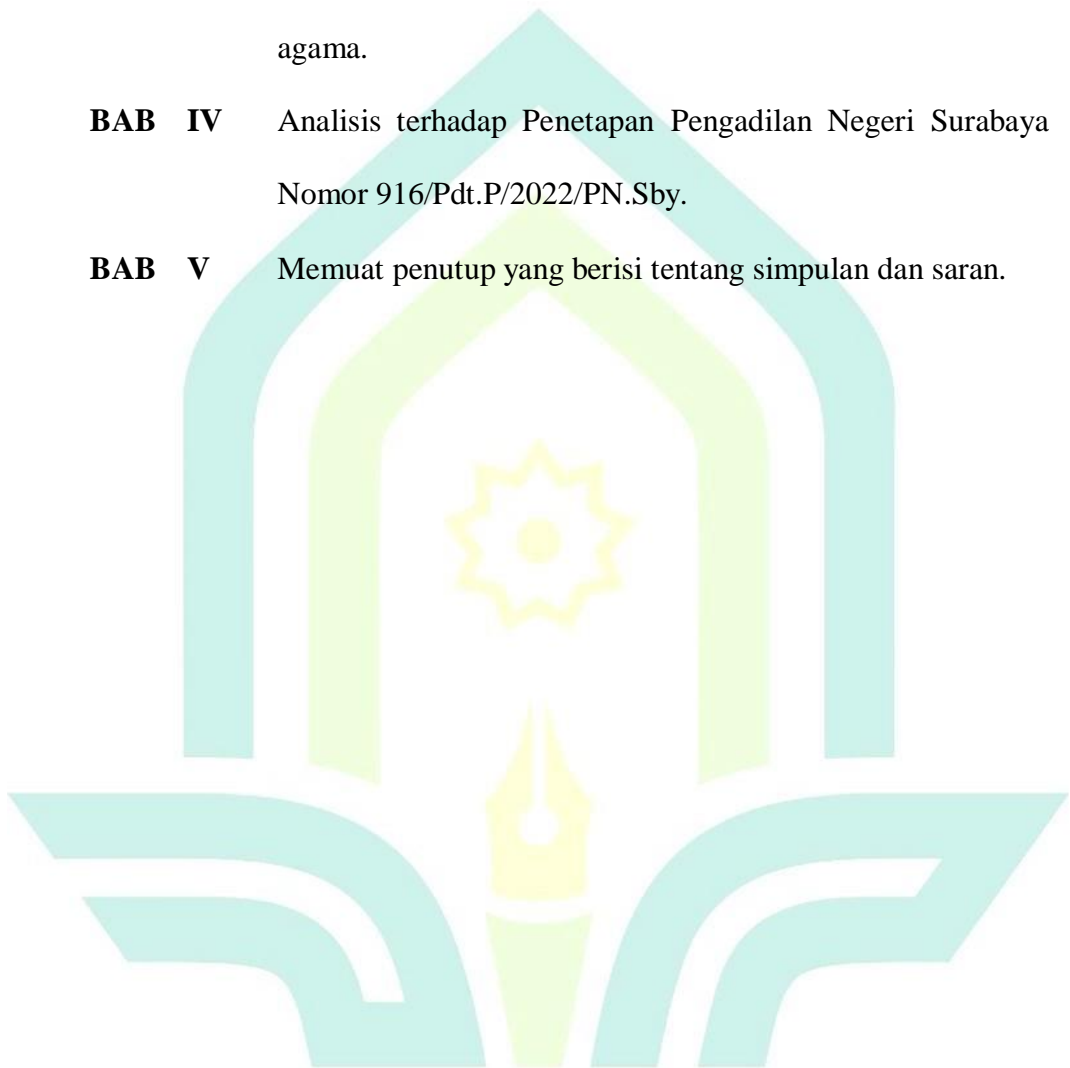 agama.
BAB IV Analisis terhadap Penetapan Pengadilan Negeri Surabaya
Nomor 916/Pdt.P/2022/PN.Sby.
BAB V Memuat penutup yang berisi tentang simpulan dan saran.